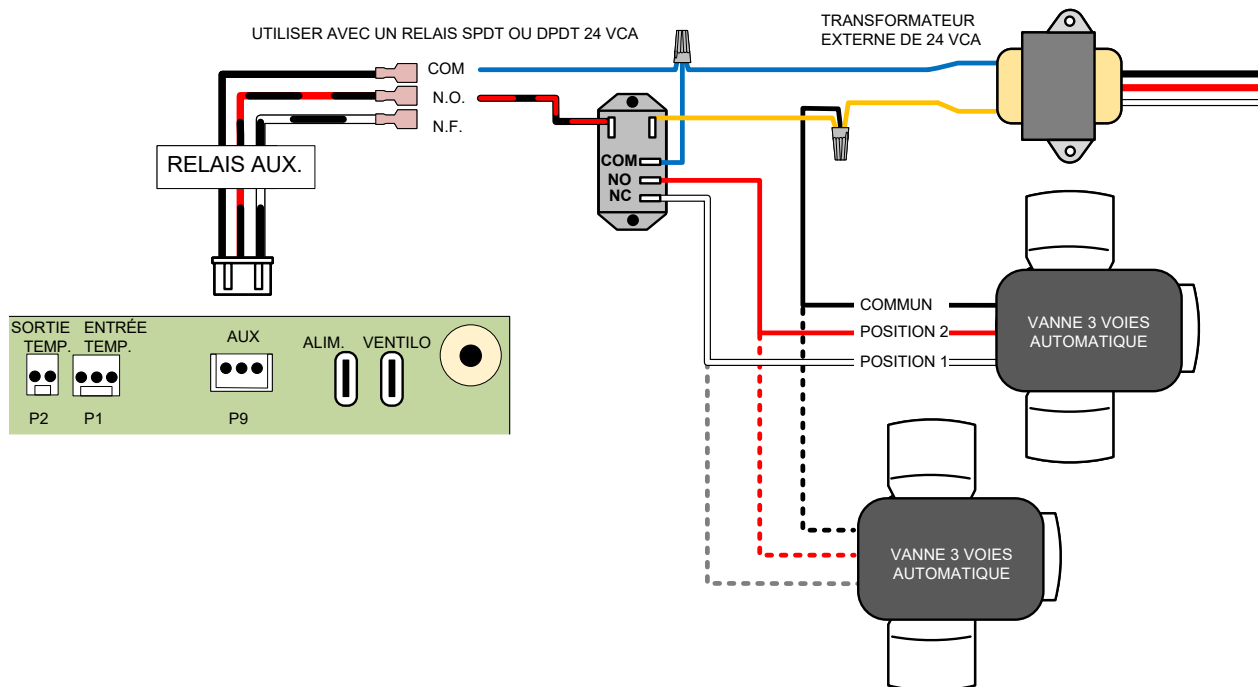 UTILISER AVEC UN RELAIS SPDT OU DPDT 24 VCA
TRANSFORMATEUR
EXTERNE DE 24 VCA
COM
N.O.
N.F.
RELAIS AUX.
COM
NO
NC
COMMUN
POSITION 2
POSITION 1
VANNE 3 VOIES
AUTOMATIQUE
SORTIE
TEMP.
ENTRÉE
TEMP.
AUX
ALIM.
VENTILO
P2
P1
P9
VANNE 3 VOIES
AUTOMATIQUE